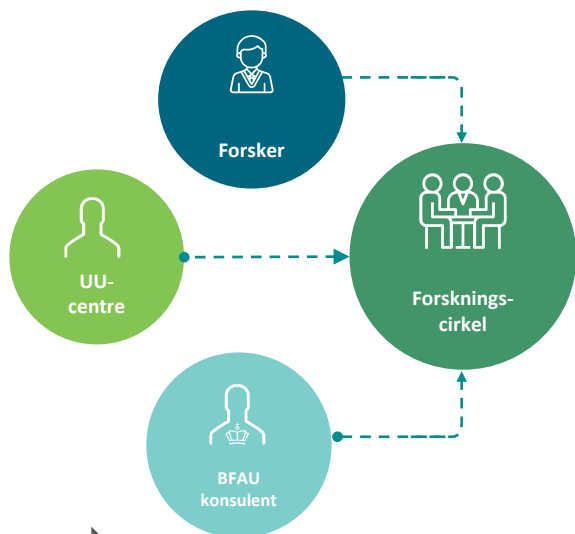 Forsker
UU-
centre
Forsknings-
cirkel
BFAU
konsulent